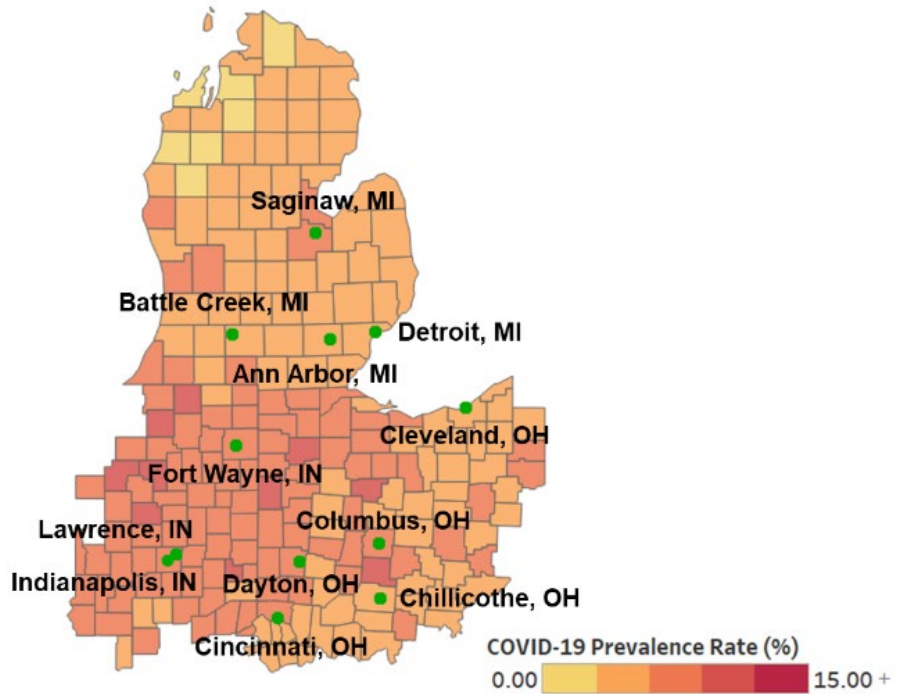 Saginaw, MI
Battle Creek, MI
Detroit, MI
Ann Arbor, MI
Cleveland, OH
Fort Wayne, IN
Columbus, OH
Lawrence, IN
Indianapolis, IN
Dayton, OH
Chillicothe, OH
Cincinnati, OH
COVID-19 Prevalence Rate (%)
0.00 15.00 +